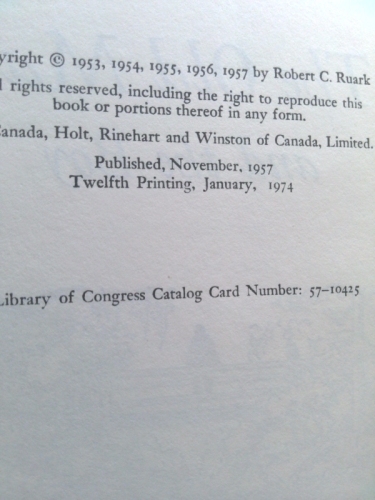 yright © 1953, 1954, 1955, 1956, 1957 by Robert C. Ruark
l rights reserved, including the right to reproduce this
book or portions thereof in any form.
Canada, Holt, Rinehart and Winston of Canada, Limited.
Published, November, 1957
Twelfth Printing, January, 1974
Library of Congress Catalog Card Number: 57-10425